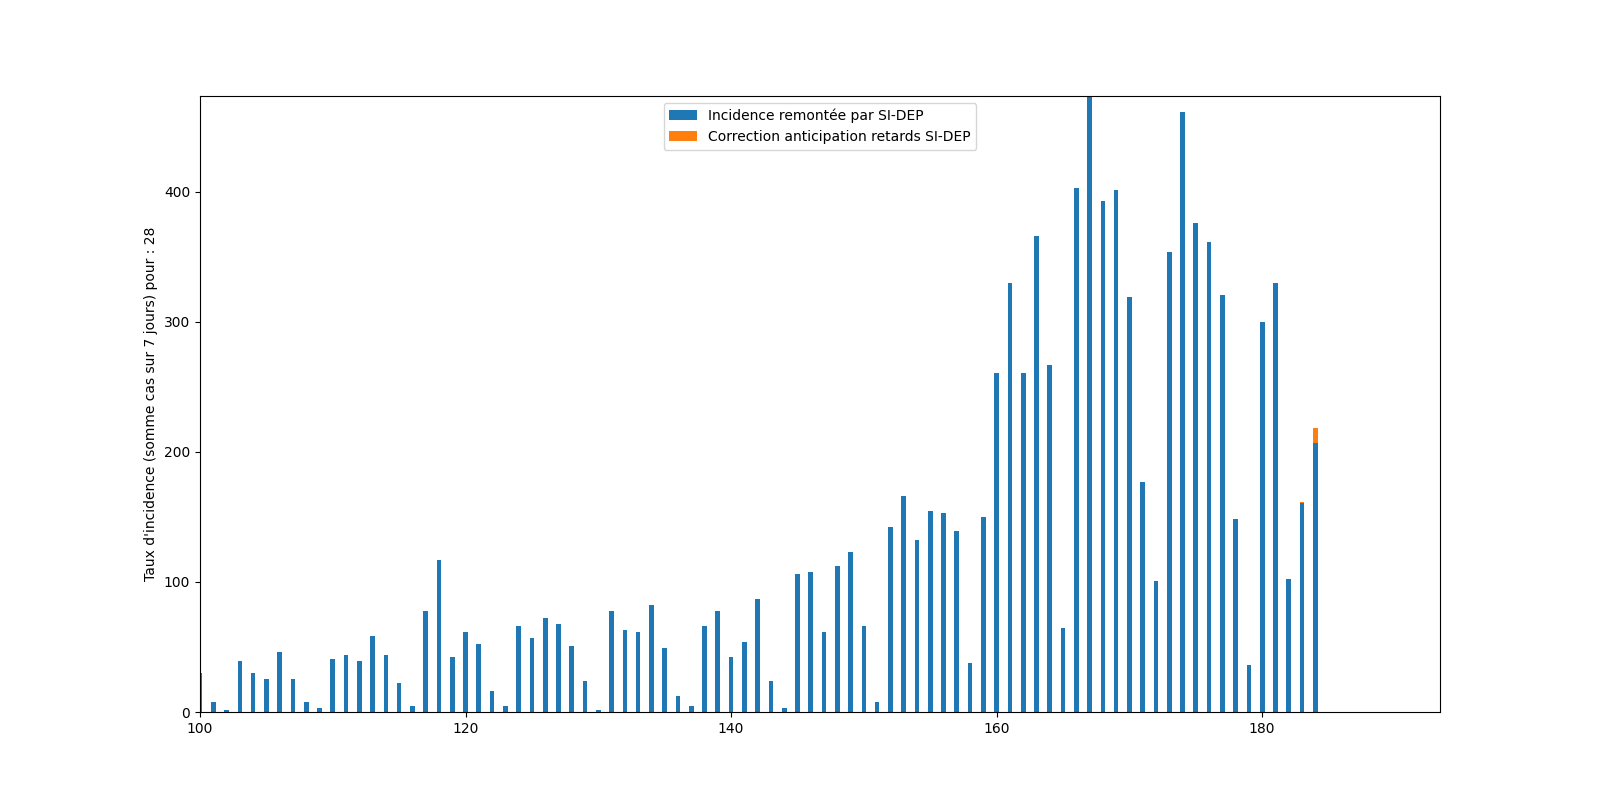 Incidence remontée par SI-DEP
Correction anticipation retards SI-DEP
Taux d'incidence (somme cas sur 7 jours) pour : 28
400
300
200
100
0
100 120 140 160 180